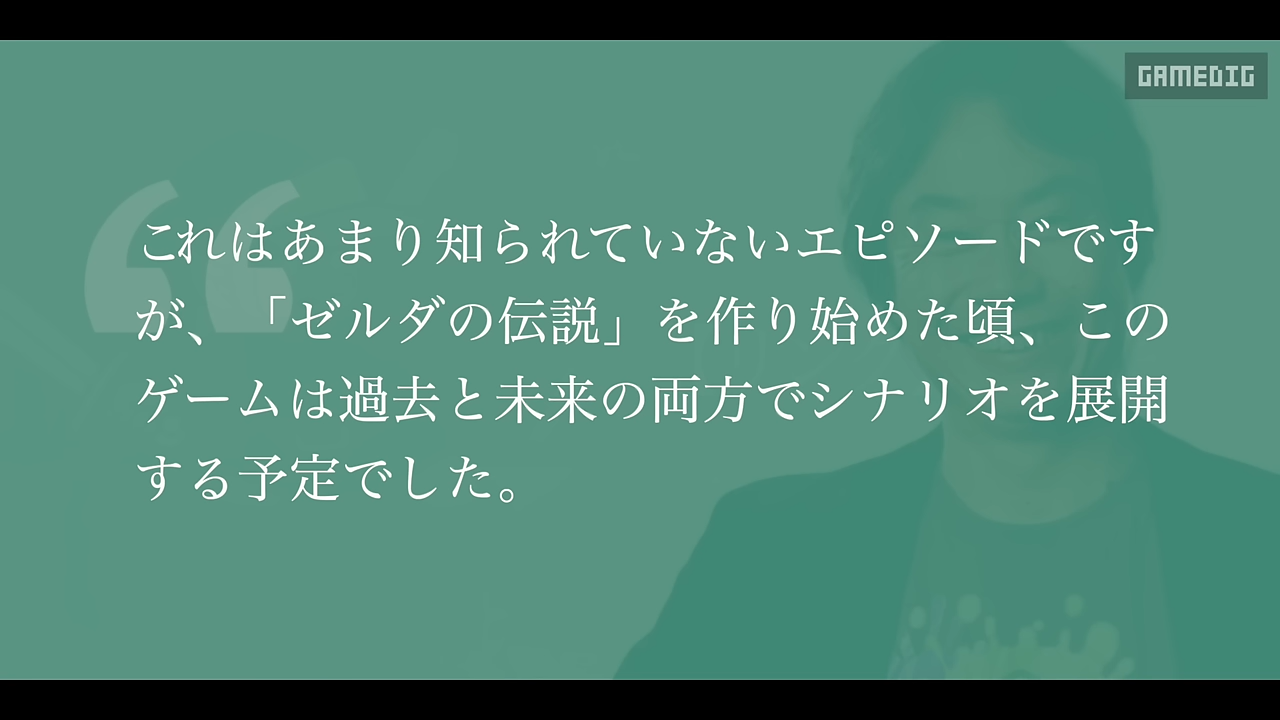 GAMEDIG
これはあまり知られていないエピソードです
が、「ゼルダの伝説」を作り始めた頃、この
ゲームは過去と未来の両方でシナリオを展開
する予定でした。